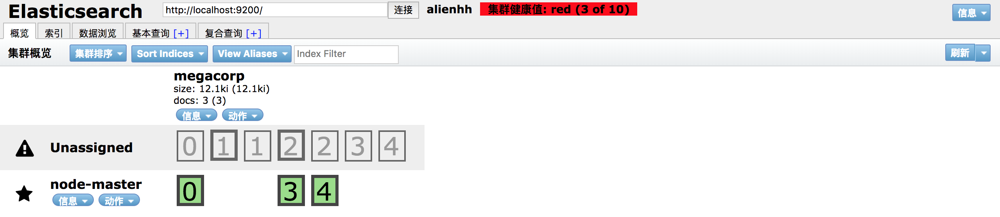 Elasticsearch http://localhost:9200/ 连接 alienhh 集群健康值: red (3 of 10) 信息
概览 索引 数据浏览 基本查询 [+] 复合查询 [+]
集群概览 集群排序 Sort Indices View Aliases Index Filter 刷新
megacorp
size: 12.1ki (12.1ki)
docs: 3 (3)
信息 动作
Unassigned 0 1 1 2 2 3 4
node-master 0 3 4
信息 动作